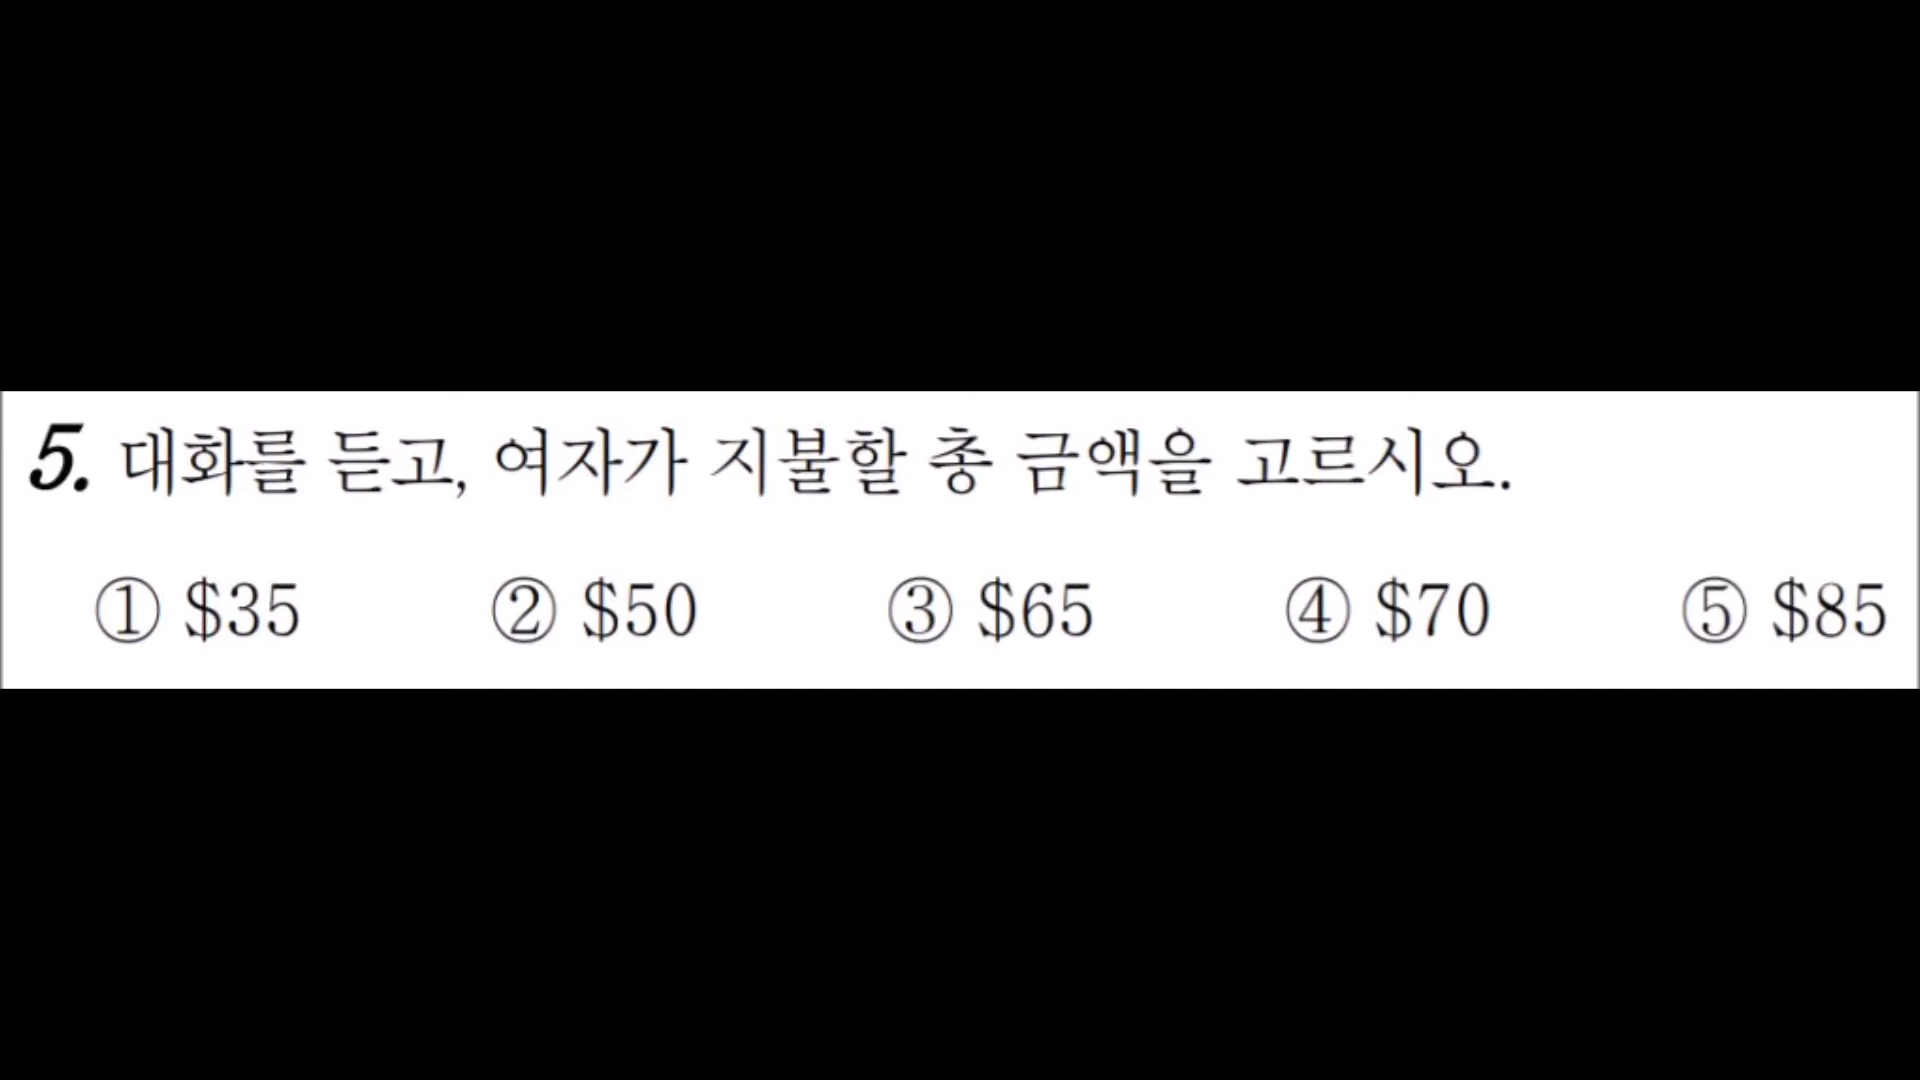 5. 대화를 듣고, 여자가 지불할 총 금액을 고르시오.
① $35 ② $50 ③ $65 ④ $70 ⑤ $85